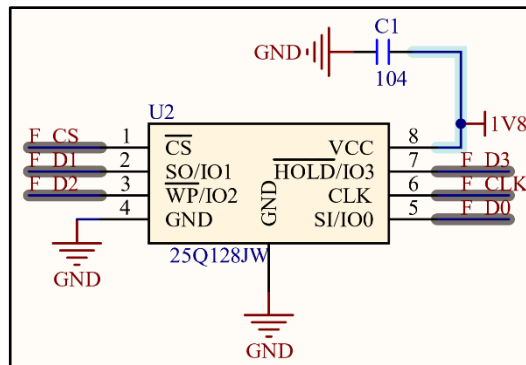 C1
GND
104
1V8
U2
F_CS 1 CS VCC 8
F_D1 2 SO/IO1 HOLD/IO3 7 F_D3
F_D2 3 WP/IO2 CLK 6 F_CLK
4 GND GND SI/IO0 5 F_D0
25Q128JW
GND
GND